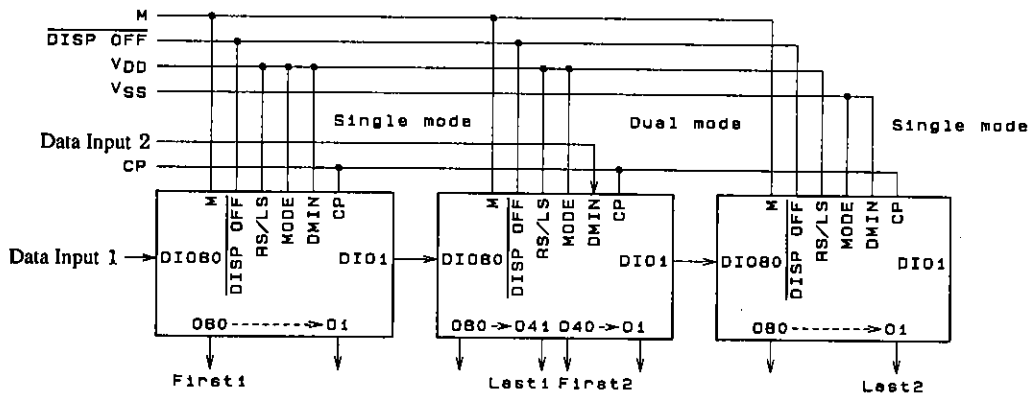 M
DISP OFF
VDD
VSS
Single mode Dual mode Single mode
Data Input 2
CP
M DISP OFF RS/LS MODE DMIN CP
M DISP OFF RS/LS MODE DMIN CP
M DISP OFF RS/LS MODE DMIN CP
Data Input 1 DIO80 DIO1 DIO80 DIO1 DIO80 DIO1
O80 O1 O80 O41 O40 O1 O80 O1
First1 Last1 First2 Last2